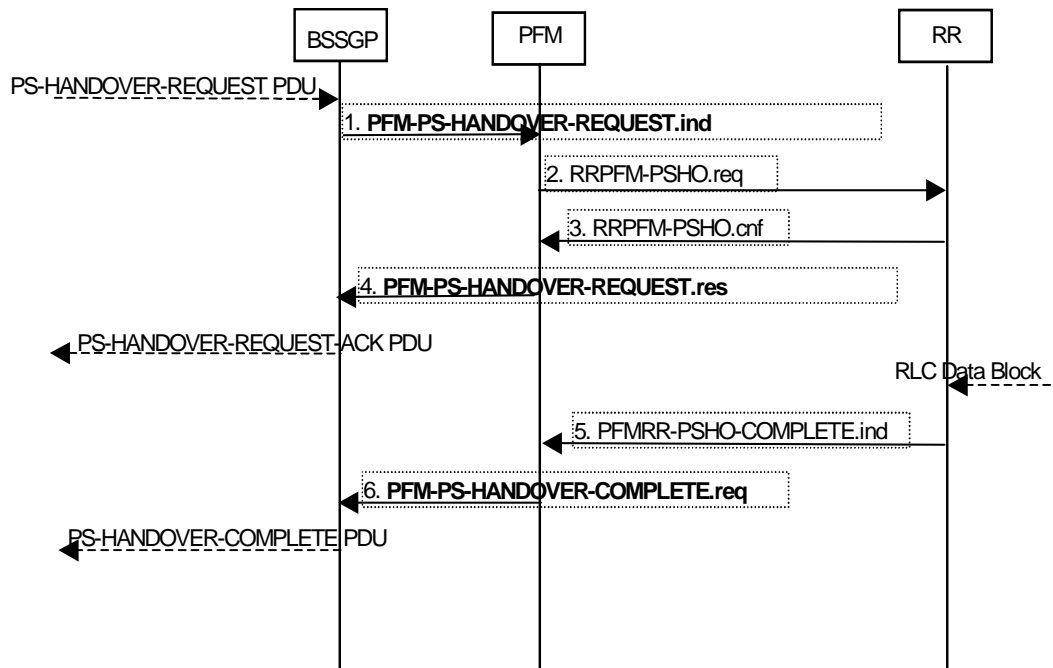 BSSGP
PFM
RR
PS-HANDOVER-REQUEST PDU
1. PFM-PS-HANDOVER-REQUEST.ind
2. RRPFM-PSHO.req
3. RRPFM-PSHO.cnf
4. PFM-PS-HANDOVER-REQUEST.res
PS-HANDOVER-REQUEST-ACK PDU
RLC Data Block
5. PFMRR-PSHO-COMPLETE.ind
6. PFM-PS-HANDOVER-COMPLETE.req
PS-HANDOVER-COMPLETE PDU